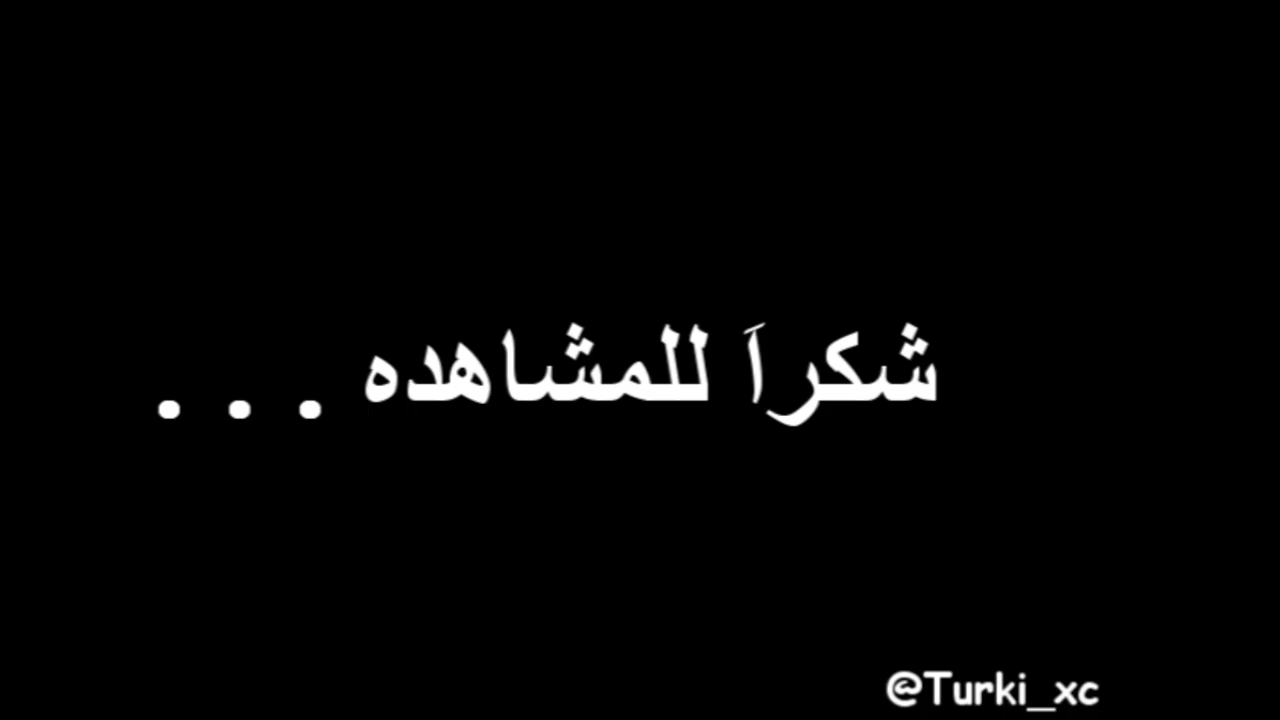 شكراَ للمشاهده . . .
@Turki_xc